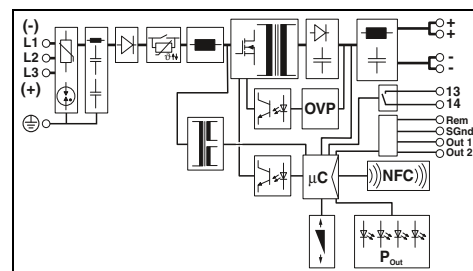 (-)
L1
L2
L3
(+)
ϑ
+
+
-
-
OVP
13
14
Rem
SGnd
Out 1
Out 2
µC
NFC
P Out